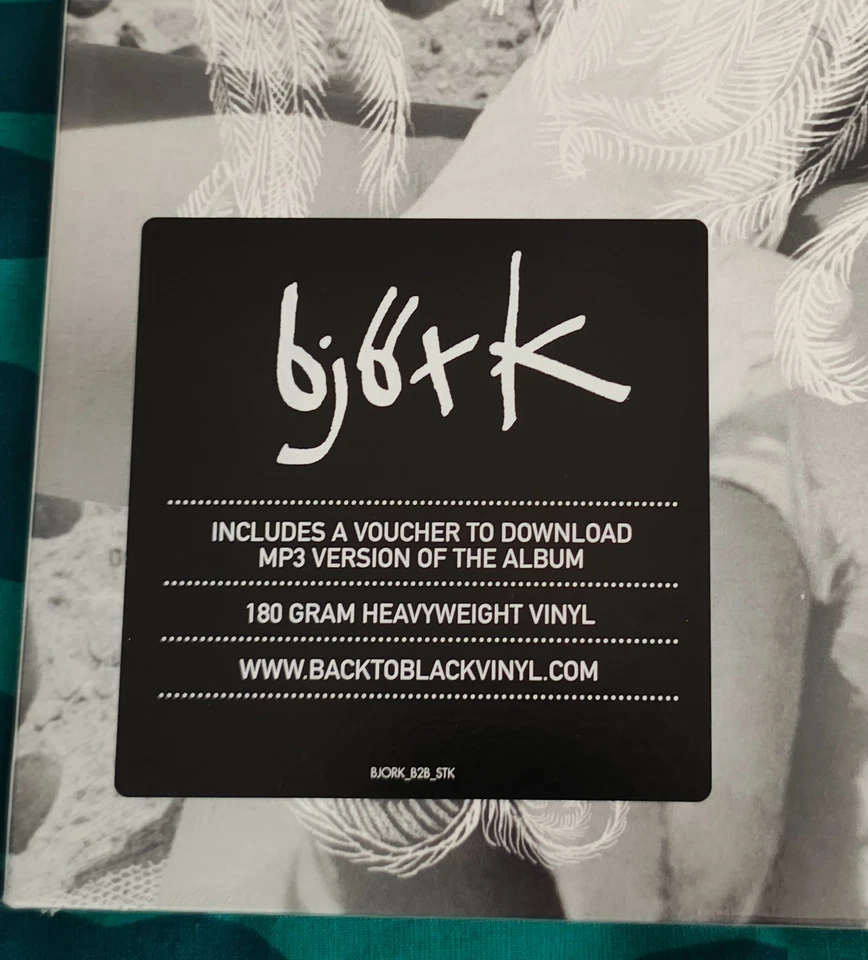 björk
INCLUDES A VOUCHER TO DOWNLOAD
MP3 VERSION OF THE ALBUM
180 GRAM HEAVYWEIGHT VINYL
WWW.BACKTOBLACKVINYL.COM
BJORK_B2B_STK